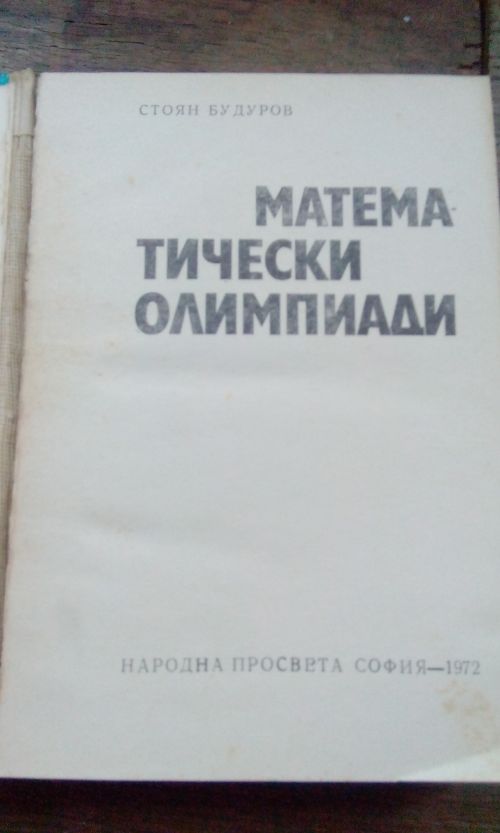 СТОЯН БУДУРОВ
МАТЕМА-
ТИЧЕСКИ
ОЛИМПИАДИ
НАРОДНА ПРОСВЕТА СОФИЯ—1972